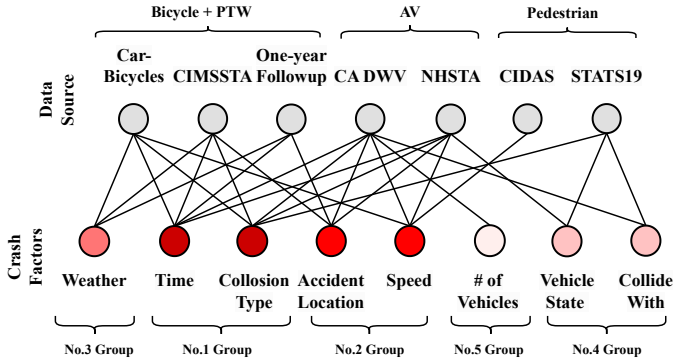 Bicycle + PTW AV Pedestrian
Car- One-year
Bicycles CIMSSTA Followup CA DWV NHSTA CIDAS STATS19
Data
Source
Crash
Factors
Weather Time Collosion Accident Speed # of Vehicle Collide
Type Location Vehicles State With
No.3 Group No.1 Group No.2 Group No.5 Group No.4 Group